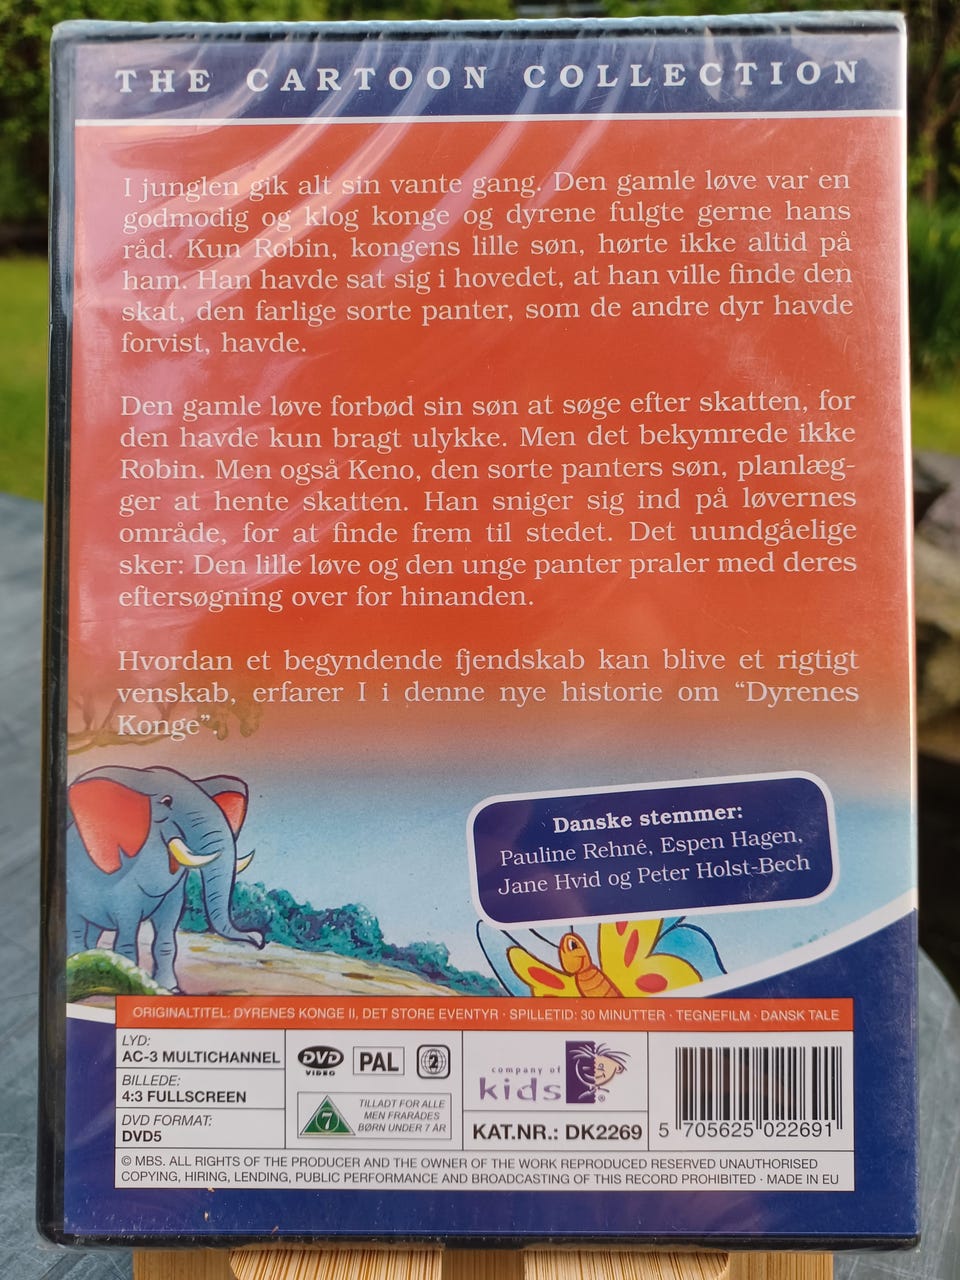 THE CARTOON COLLECTION
I junglen gik alt sin vante gang. Den gamle løve var en
godmodig og klog konge og dyrene fulgte gerne hans
råd. Kun Robin, kongens lille søn, hørte ikke altid på
ham. Han havde sat sig i hovedet, at han ville finde den
skat, den farlige sorte panter, som de andre dyr havde
forvist, havde.
Den gamle løve forbød sin søn at søge efter skatten, for
den havde kun bragt ulykke. Men det bekymrede ikke
Robin. Men også Keno, den sorte panters søn, planlæg-
ger at hente skatten. Han sniger sig ind på løvernes
område, for at finde frem til stedet. Det uundgåelige
sker: Den lille løve og den unge panter praler med deres
eftersøgning over for hinanden.
Hvordan et begyndende fjendskab kan blive et rigtigt
venskab, erfarer I i denne nye historie om “Dyrenes
Konge”.
Danske stemmer:
Pauline Rehné, Espen Hagen,
Jane Hvid og Peter Holst-Bech
ORIGINALTITEL: DYRENES KONGE II, DET STORE EVENTYR · SPILLETID: 30 MINUTTER · TEGNEFILM · DANSK TALE
LYD:
AC-3 MULTICHANNEL
BILLEDE:
4:3 FULLSCREEN
DVD FORMAT:
DVD5
DVD
VIDEO
PAL
2
7
TILLADT FOR ALLE
MEN FRARÅDES
BØRN UNDER 7 ÅR
company of
kids
®
KAT.NR.: DK2269
5 705625 022691
© MBS. ALL RIGHTS OF THE PRODUCER AND THE OWNER OF THE WORK REPRODUCED RESERVED UNAUTHORISED
COPYING, HIRING, LENDING, PUBLIC PERFORMANCE AND BROADCASTING OF THIS RECORD PROHIBITED · MADE IN EU